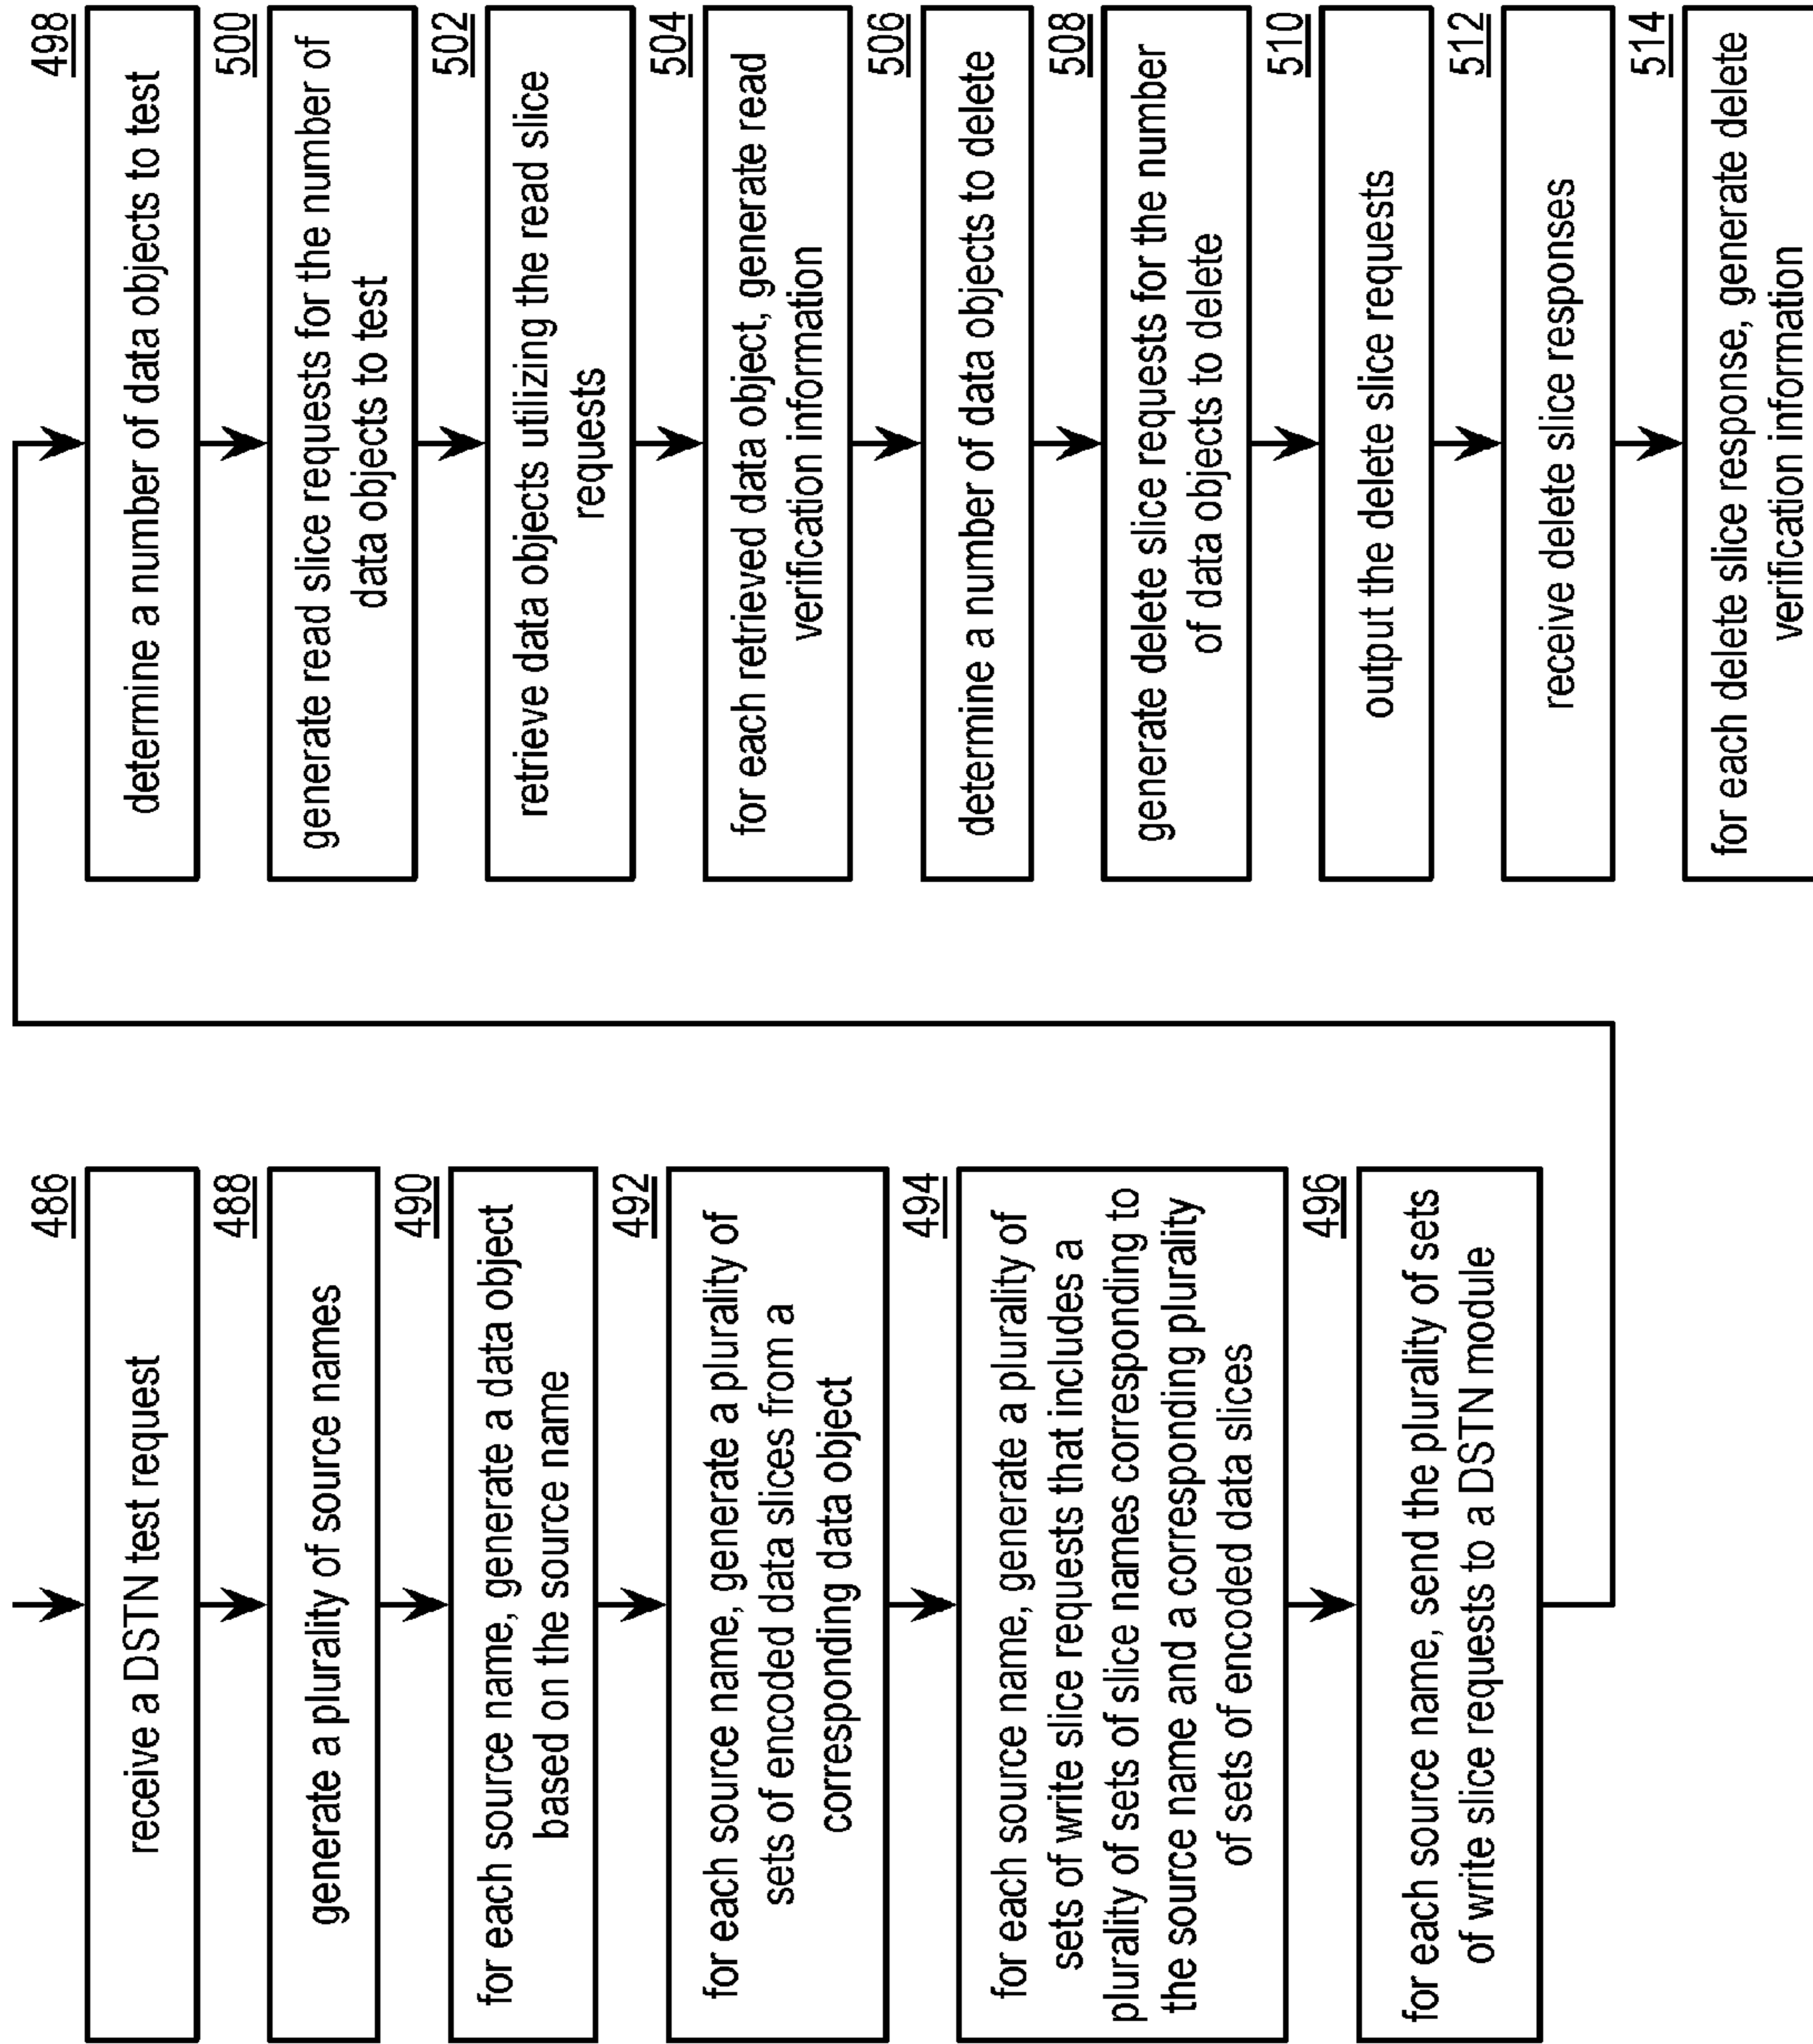 486
receive a DSTN test request
488
generate a plurality of source names
490
for each source name, generate a data object
based on the source name
492
for each source name, generate a plurality of
sets of encoded data slices from a
corresponding data object
494
for each source name, generate a plurality of
sets of write slice requests that includes a
plurality of sets of slice names corresponding to
the source name and a corresponding plurality
of sets of encoded data slices
496
for each source name, send the plurality of sets
of write slice requests to a DSTN module
498
determine a number of data objects to test
500
generate read slice requests for the number of
data objects to test
502
retrieve data objects utilizing the read slice
requests
504
for each retrieved data object, generate read
verification information
506
determine a number of data objects to delete
508
generate delete slice requests for the number
of data objects to delete
510
output the delete slice requests
512
receive delete slice responses
514
for each delete slice response, generate delete
verification information